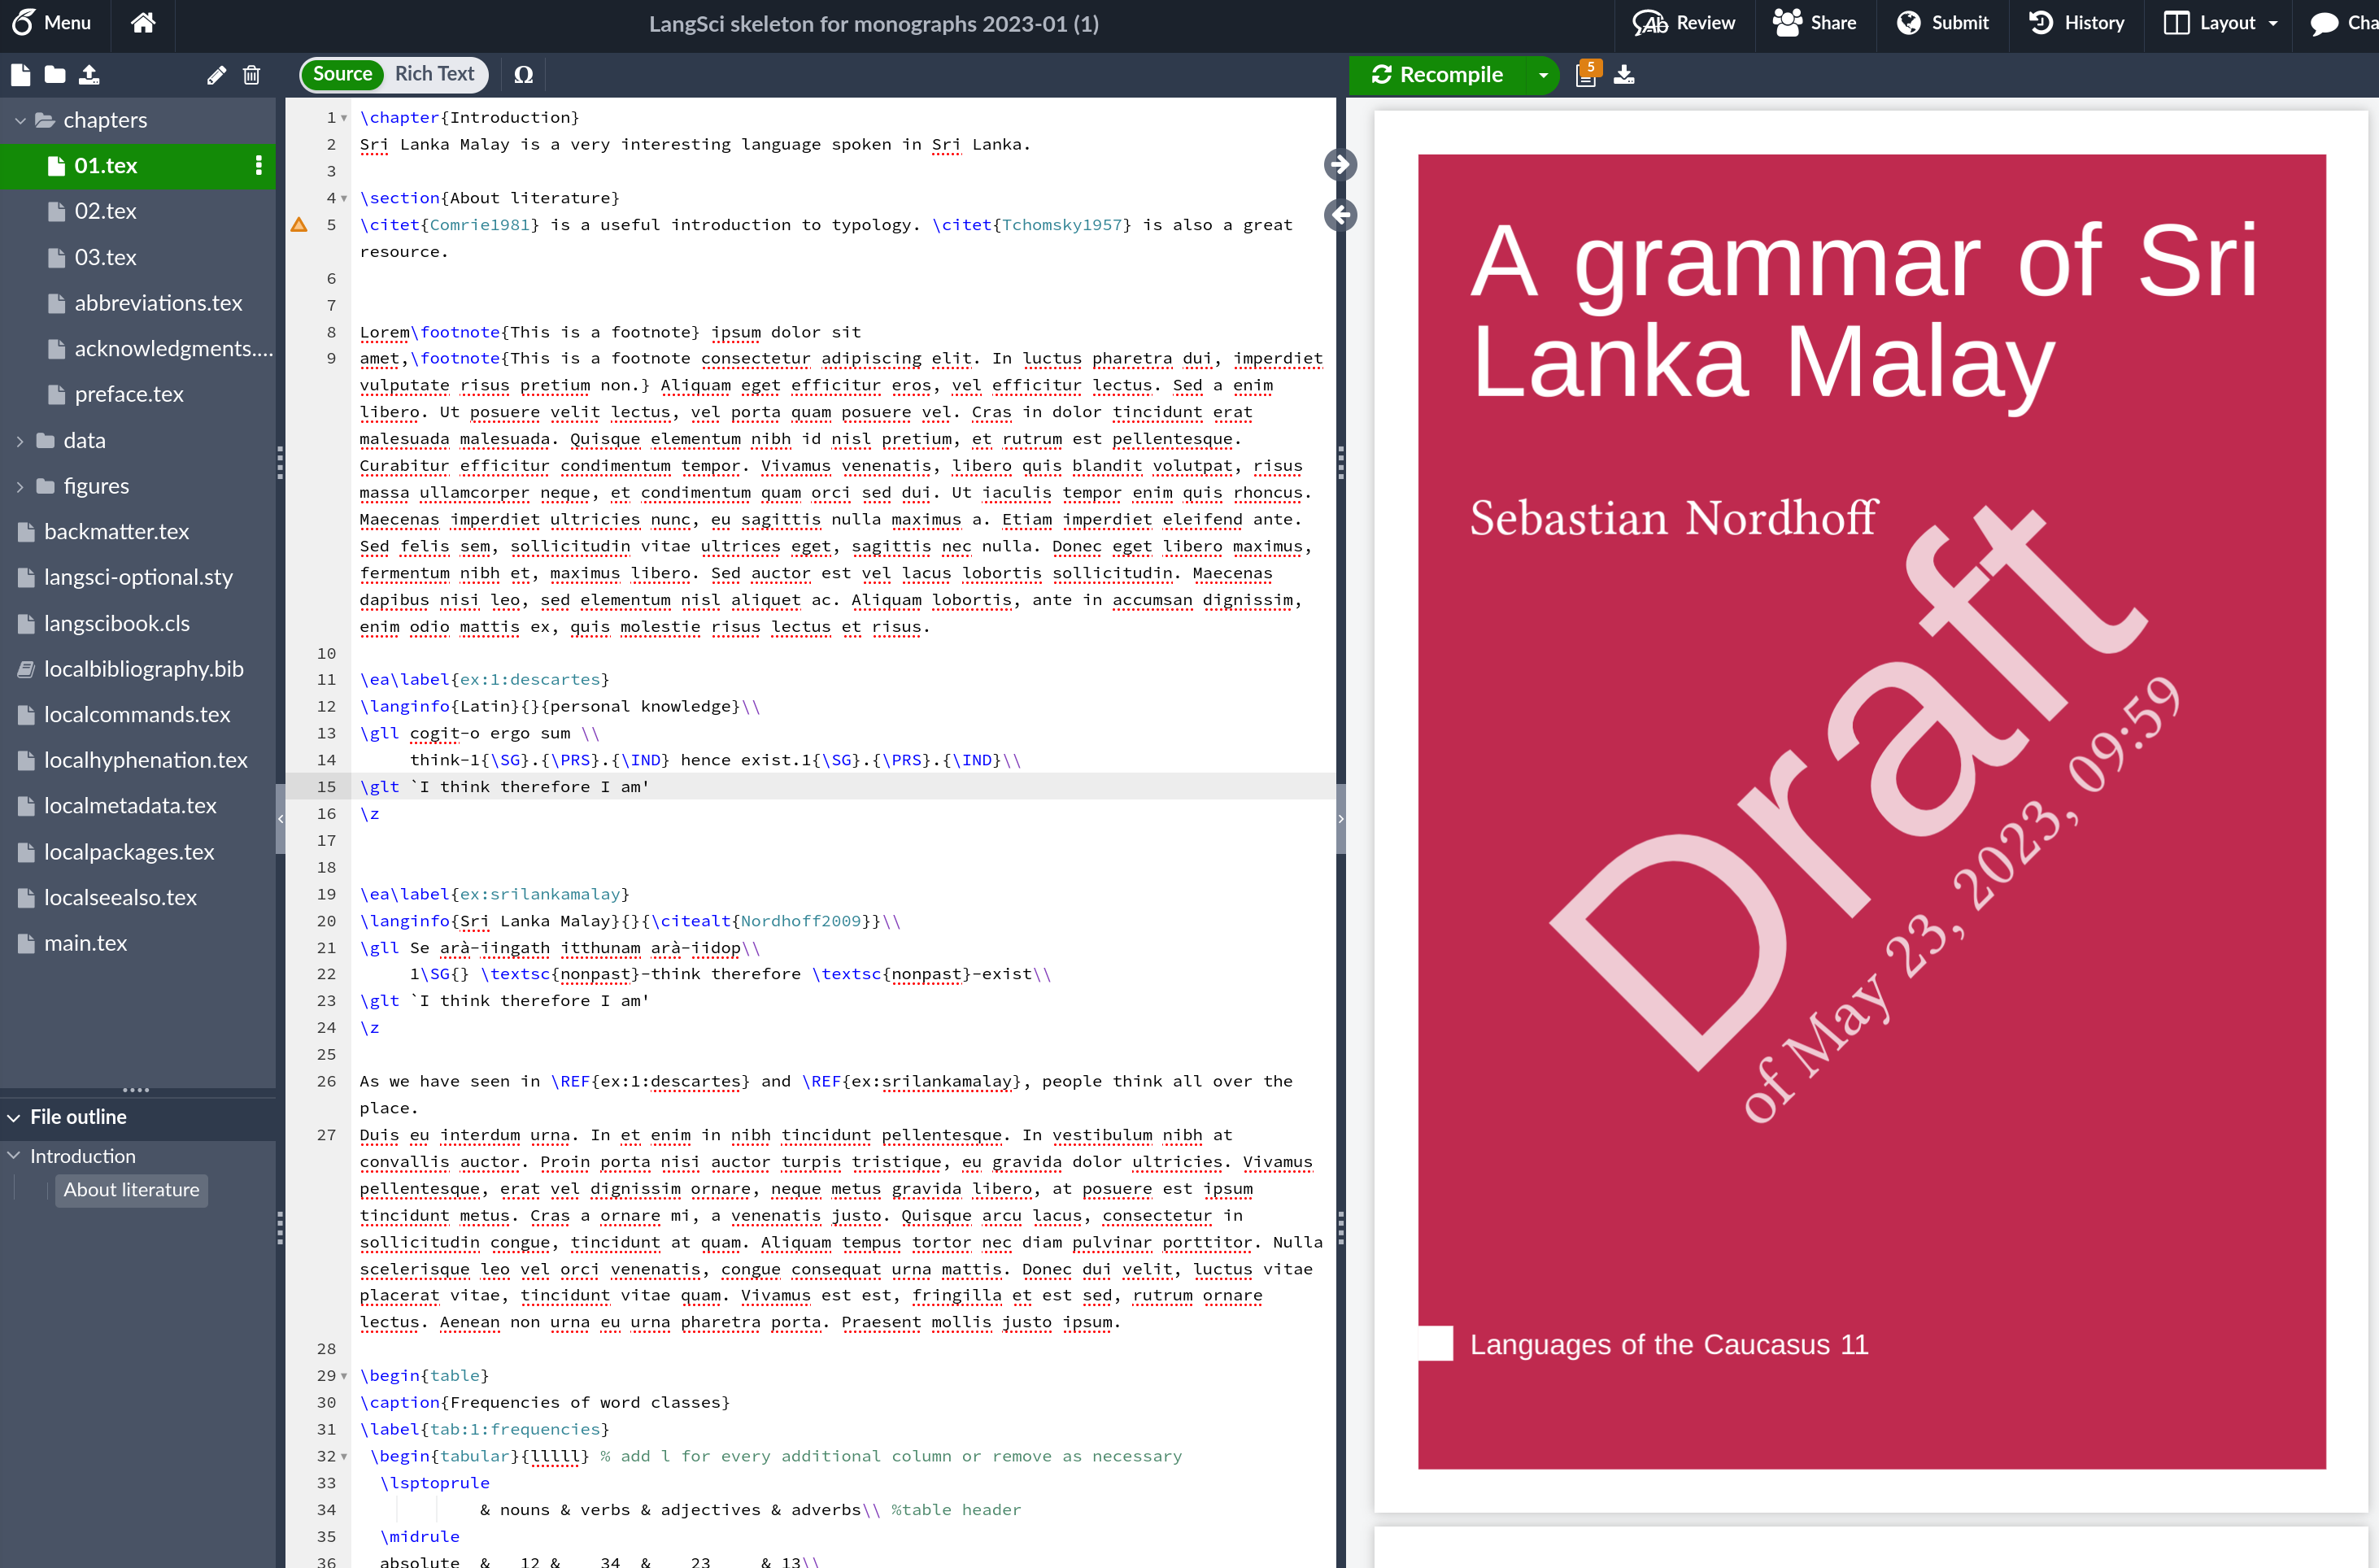 Menu
LangSci skeleton for monographs 2023-01 (1)
Review
Share
Submit
History
Layout
Cha
Source
Rich Text
Ω
Recompile
5
chapters
01.tex
02.tex
03.tex
abbreviations.tex
acknowledgments....
preface.tex
data
figures
backmatter.tex
langsci-optional.sty
langscibook.cls
localbibliography.bib
localcommands.tex
localhyphenation.tex
localmetadata.tex
localpackages.tex
localseealso.tex
main.tex
File outline
Introduction
About literature
1 \chapter{Introduction}
2 Sri Lanka Malay is a very interesting language spoken in Sri Lanka.
3
4 \section{About literature}
5 \citet{Comrie1981} is a useful introduction to typology. \citet{Tchomsky1957} is also a great
resource.
6
7
8 Lorem\footnote{This is a footnote} ipsum dolor sit
9 amet,\footnote{This is a footnote consectetur adipiscing elit. In luctus pharetra dui, imperdiet
vulputate risus pretium non.} Aliquam eget efficitur eros, vel efficitur lectus. Sed a enim
libero. Ut posuere velit lectus, vel porta quam posuere vel. Cras in dolor tincidunt erat
malesuada malesuada. Quisque elementum nibh id nisl pretium, et rutrum est pellentesque.
Curabitur efficitur condimentum tempor. Vivamus venenatis, libero quis blandit volutpat, risus
massa ullamcorper neque, et condimentum quam orci sed dui. Ut iaculis tempor enim quis rhoncus.
Maecenas imperdiet ultricies nunc, eu sagittis nulla maximus a. Etiam imperdiet eleifend ante.
Sed felis sem, sollicitudin vitae ultrices eget, sagittis nec nulla. Donec eget libero maximus,
fermentum nibh et, maximus libero. Sed auctor est vel lacus lobortis sollicitudin. Maecenas
dapibus nisi leo, sed elementum nisl aliquet ac. Aliquam lobortis, ante in accumsan dignissim,
enim odio mattis ex, quis molestie risus lectus et risus.
10
11 \ea\label{ex:1:descartes}
12 \langinfo{Latin}{}{personal knowledge}\\
13 \gll cogit-o ergo sum \\
14 think-1{\SG}.{\PRS}.{\IND} hence exist.1{\SG}.{\PRS}.{\IND}\\
15 \glt `I think therefore I am'
16 \z
17
18
19 \ea\label{ex:srilankamalay}
20 \langinfo{Sri Lanka Malay}{}{\citealt{Nordhoff2009}}\\
21 \gll Se arà-iingath itthunam arà-iidop\\
22 1\SG{} \textsc{nonpast}-think therefore \textsc{nonpast}-exist\\
23 \glt `I think therefore I am'
24 \z
25
26 As we have seen in \REF{ex:1:descartes} and \REF{ex:srilankamalay}, people think all over the
place.
27 Duis eu interdum urna. In et enim in nibh tincidunt pellentesque. In vestibulum nibh at
convallis auctor. Proin porta nisi auctor turpis tristique, eu gravida dolor ultricies. Vivamus
pellentesque, erat vel dignissim ornare, neque metus gravida libero, at posuere est ipsum
tincidunt metus. Cras a ornare mi, a venenatis justo. Quisque arcu lacus, consectetur in
sollicitudin congue, tincidunt at quam. Aliquam tempus tortor nec diam pulvinar porttitor. Nulla
scelerisque leo vel orci venenatis, congue consequat urna mattis. Donec dui velit, luctus vitae
placerat vitae, tincidunt vitae quam. Vivamus est est, fringilla et est sed, rutrum ornare
lectus. Aenean non urna eu urna pharetra porta. Praesent mollis justo ipsum.
28
29 \begin{table}
30 \caption{Frequencies of word classes}
31 \label{tab:1:frequencies}
32 \begin{tabular}{lllll} % add l for every additional column or remove as necessary
33 \lsptoprule
34 & nouns & verbs & adjectives & adverbs\\ %table header
35 \midrule
36 absolute & 12 & 34 & 23 & 13\\
A grammar of Sri
Lanka Malay
Sebastian Nordhoff
Draft
of May 23, 2023, 09:59
Languages of the Caucasus 11